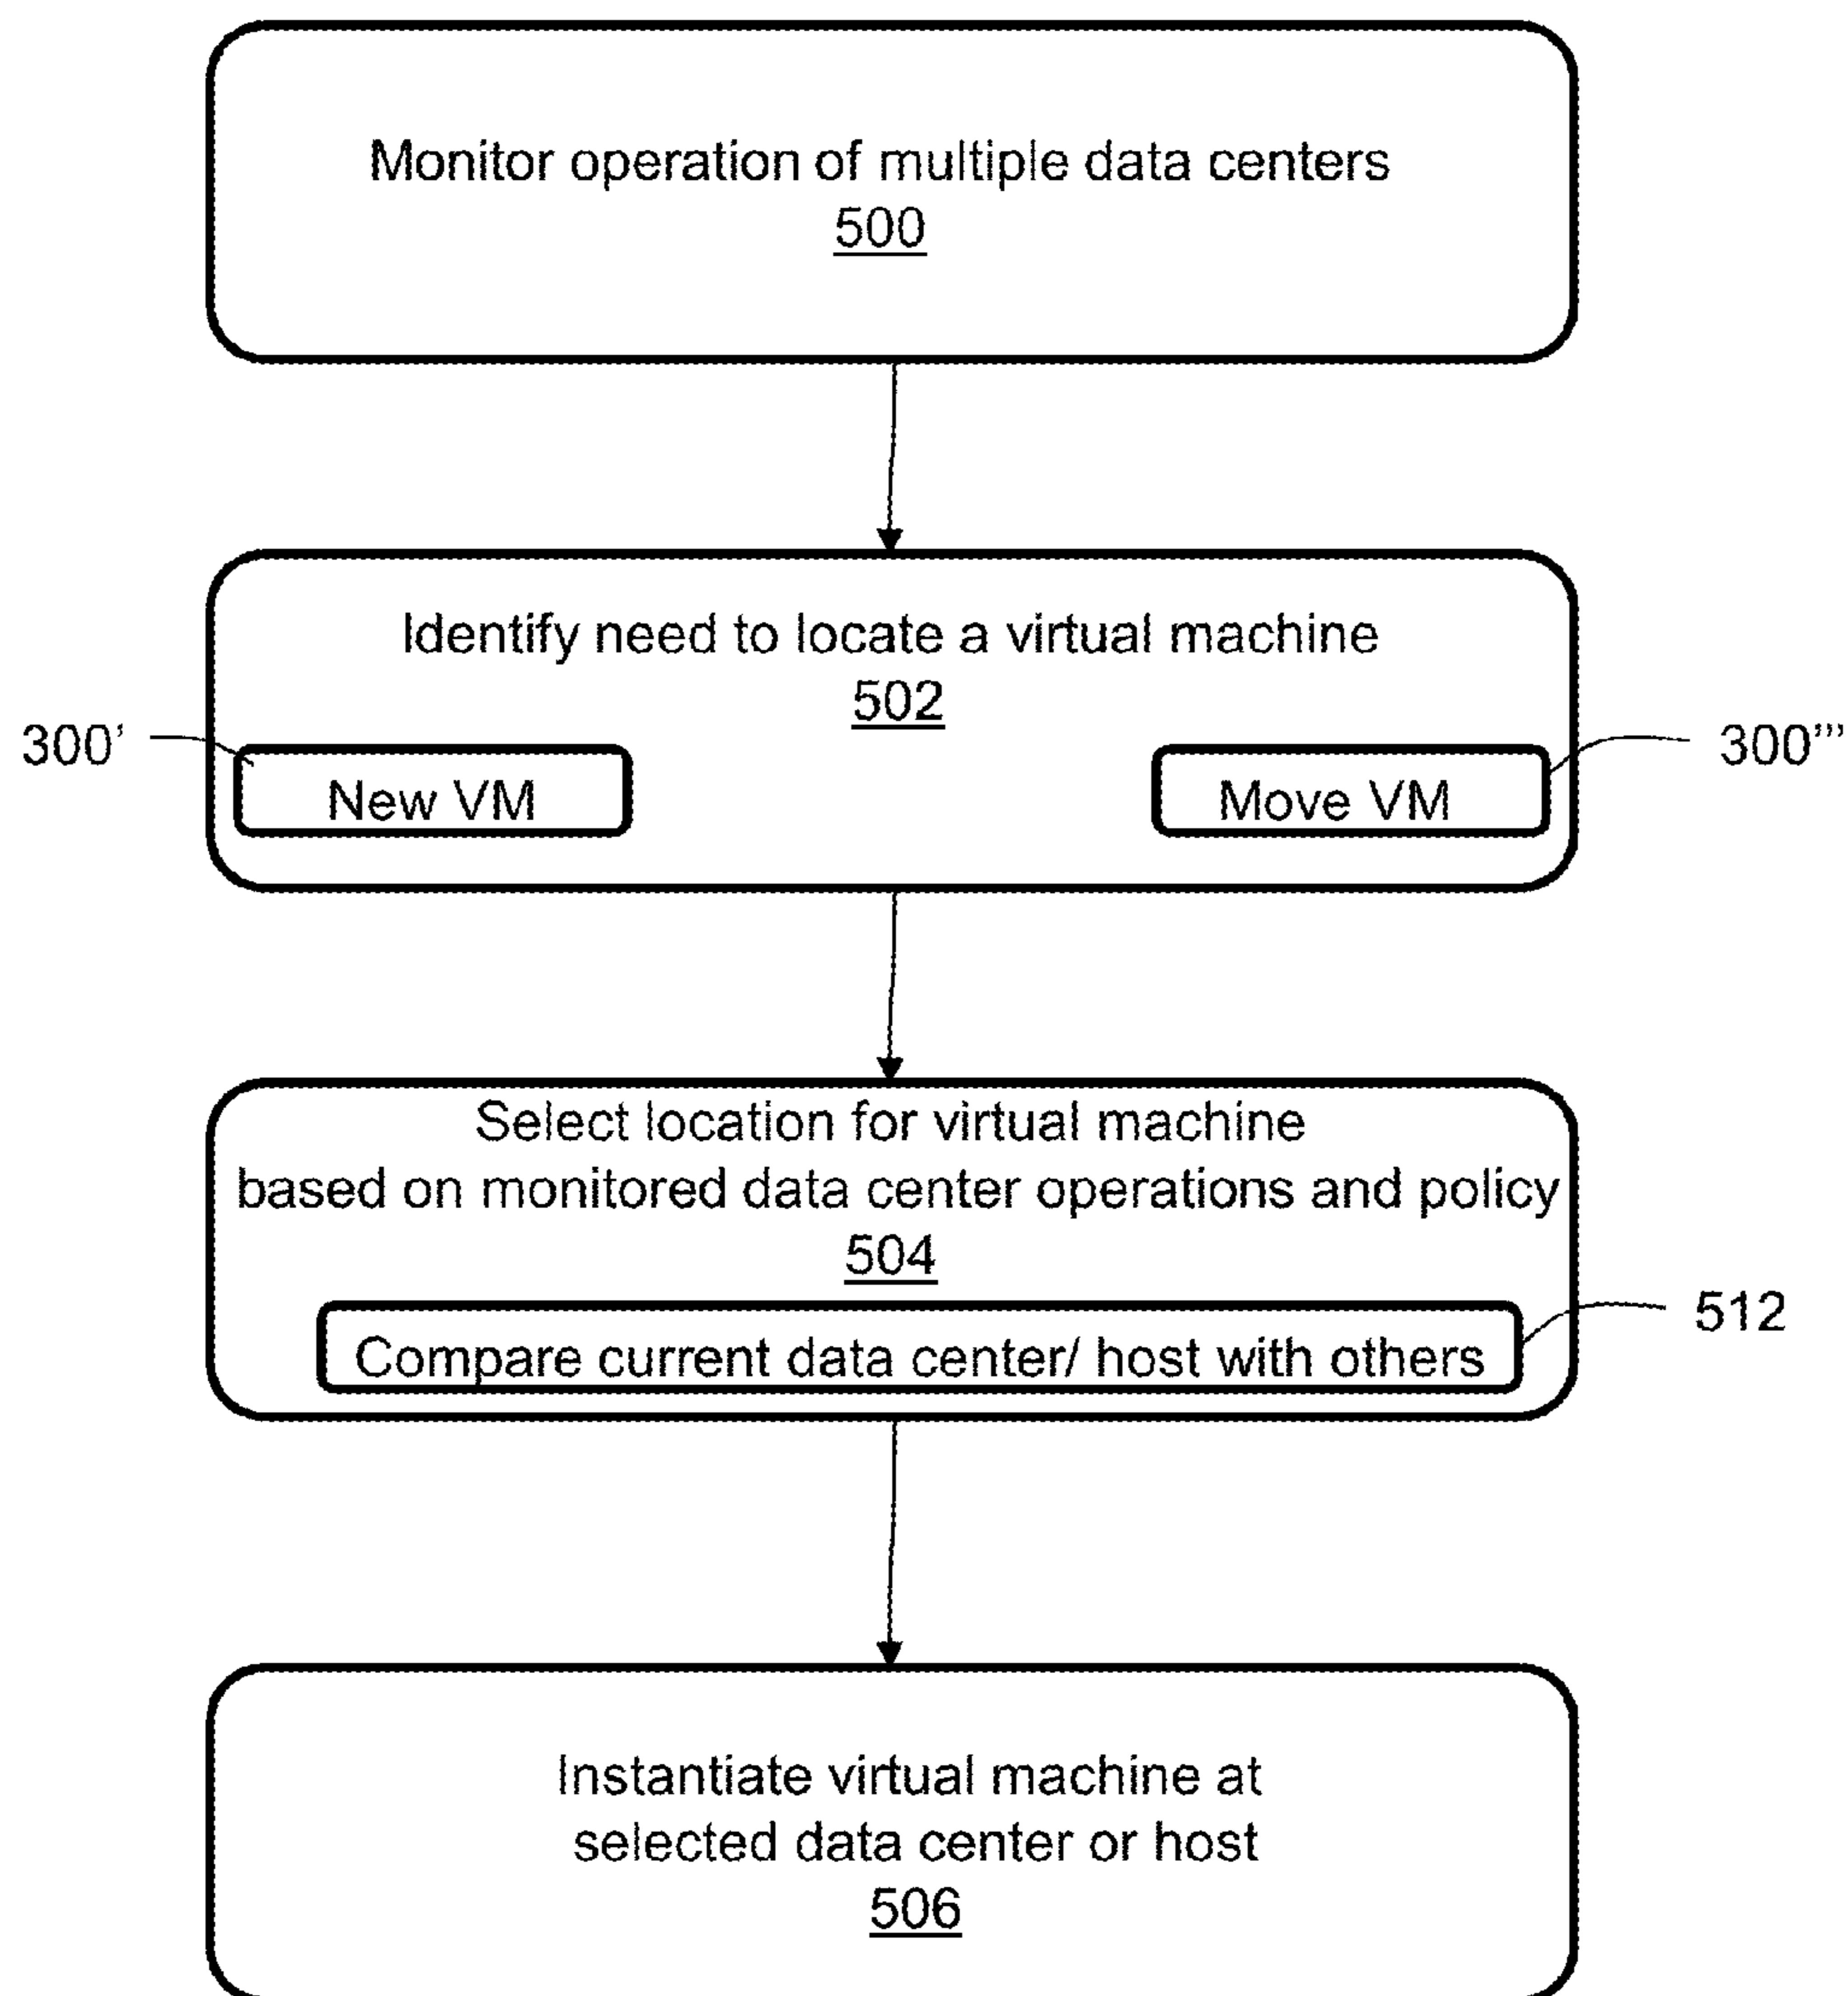 Monitor operation of multiple data centers
500
Identify need to locate a virtual machine
502
300’
New VM
Move VM
300’’’
Select location for virtual machine
based on monitored data center operations and policy
504
Compare current data center/ host with others
512
Instantiate virtual machine at
selected data center or host
506